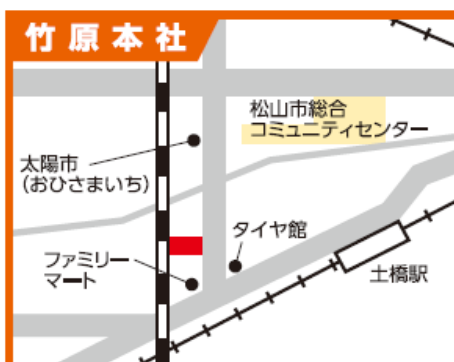 竹原本社
松山市総合
コミュニティセンター
太陽市
(おひさまいち)
タイヤ館
ファミリー
マート
土橋駅